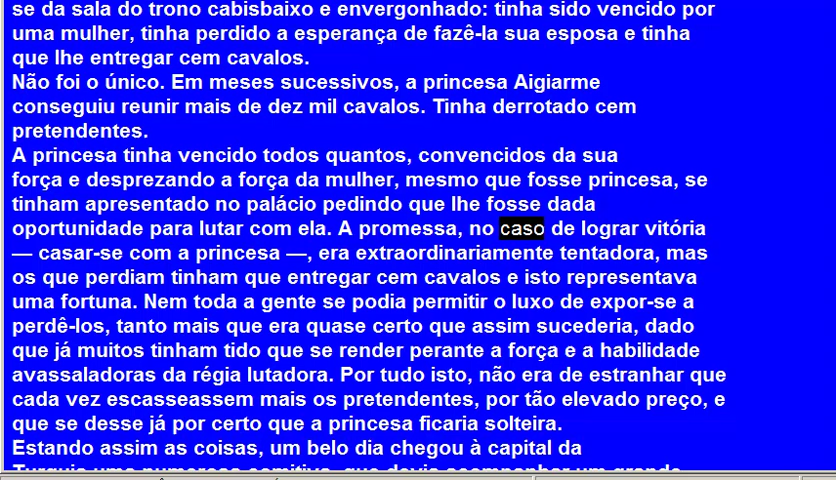 se da sala do trono cabisbaixo e envergonhado: tinha sido vencido por
uma mulher, tinha perdido a esperança de fazê-la sua esposa e tinha
que lhe entregar cem cavalos.
Não foi o único. Em meses sucessivos, a princesa Aigiarme
conseguiu reunir mais de dez mil cavalos. Tinha derrotado cem
pretendentes.
A princesa tinha vencido todos quantos, convencidos da sua
força e desprezando a força da mulher, mesmo que fosse princesa, se
tinham apresentado no palácio pedindo que lhe fosse dada
oportunidade para lutar com ela. A promessa, no caso de lograr vitória
— casar-se com a princesa —, era extraordinariamente tentadora, mas
os que perdiam tinham que entregar cem cavalos e isto representava
uma fortuna. Nem toda a gente se podia permitir o luxo de expor-se a
perdê-los, tanto mais que era quase certo que assim sucederia, dado
que já muitos tinham tido que se render perante a força e a habilidade
avassaladoras da régia lutadora. Por tudo isto, não era de estranhar que
cada vez escasseassem mais os pretendentes, por tão elevado preço, e
que se desse já por certo que a princesa ficaria solteira.
Estando assim as coisas, um belo dia chegou à capital da
Turquia uma numerosa comitiva, que devia acompanhar um grande